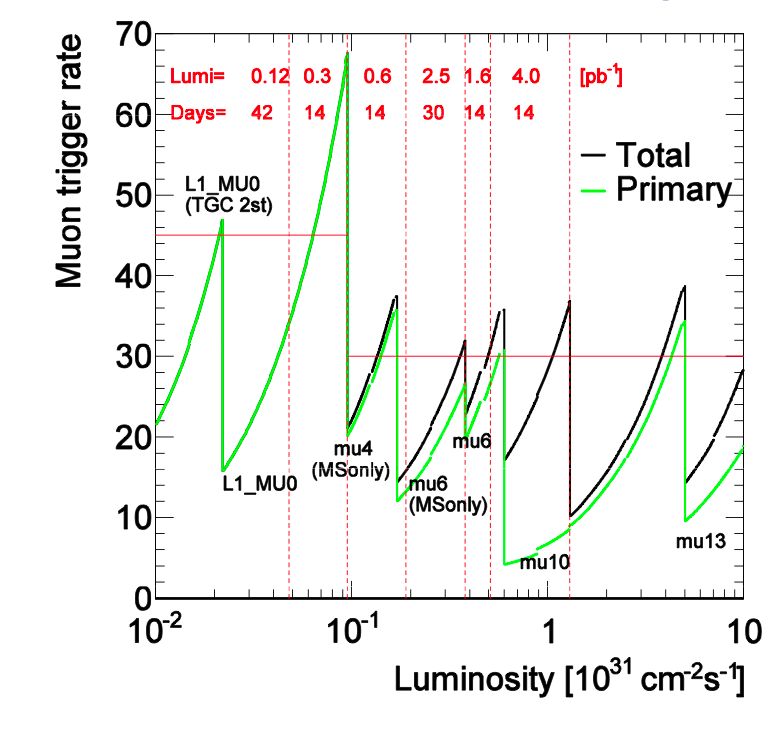 Muon trigger rate
70
60
50
40
30
20
10
0
Lumi= 0.12 0.3 0.6 2.5 1.6 4.0 [pb⁻¹]
Days= 42 14 14 30 14 14
Total
Primary
L1_MU0
(TGC 2st)
L1_MU0
mu4
(MSonly)
mu6
(MSonly)
mu6
mu10
mu13
10⁻² 10⁻¹ 1 10
Luminosity [10³¹ cm⁻²s⁻¹]